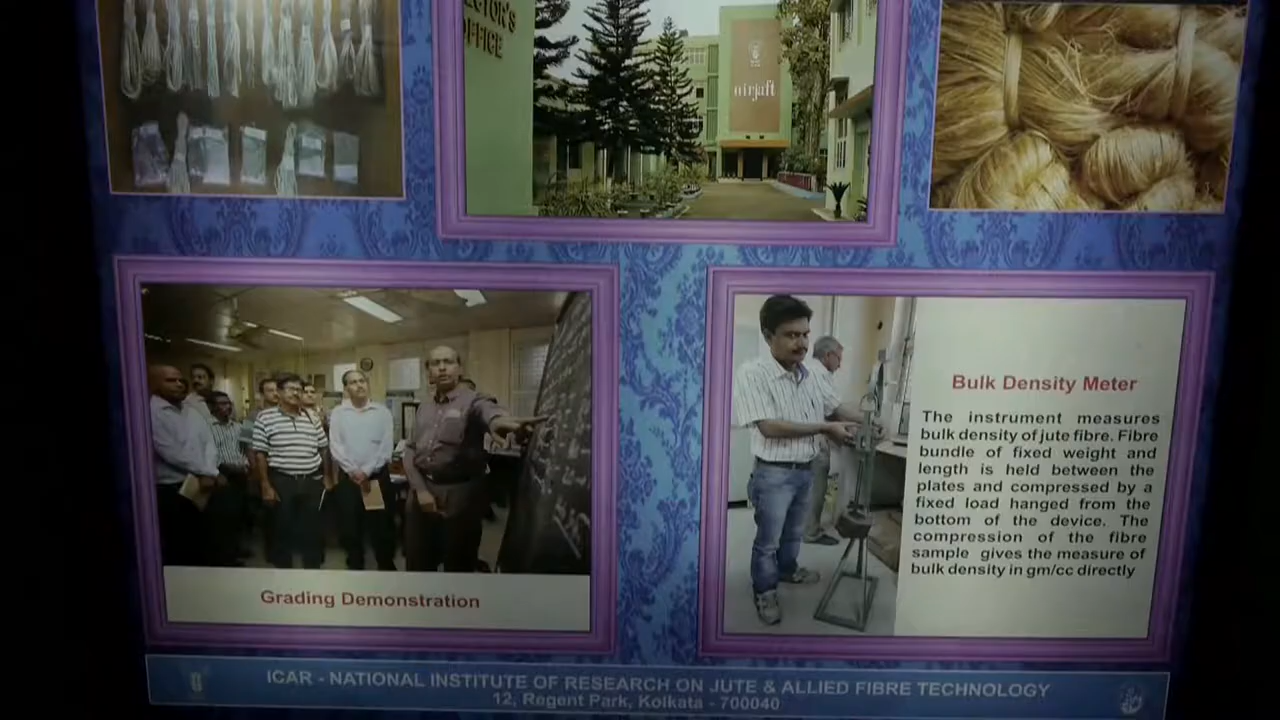 OFFICE
nirjaft
Bulk Density Meter
The instrument measures
bulk density of jute fibre. Fibre
bundle of fixed weight and
length is held between the
plates and compressed by a
fixed load hanged from the
bottom of the device. The
compression of the fibre
sample gives the measure of
bulk density in gm/cc directly
Grading Demonstration
ICAR - NATIONAL INSTITUTE OF RESEARCH ON JUTE & ALLIED FIBRE TECHNOLOGY
12, Regent Park, Kolkata - 700040